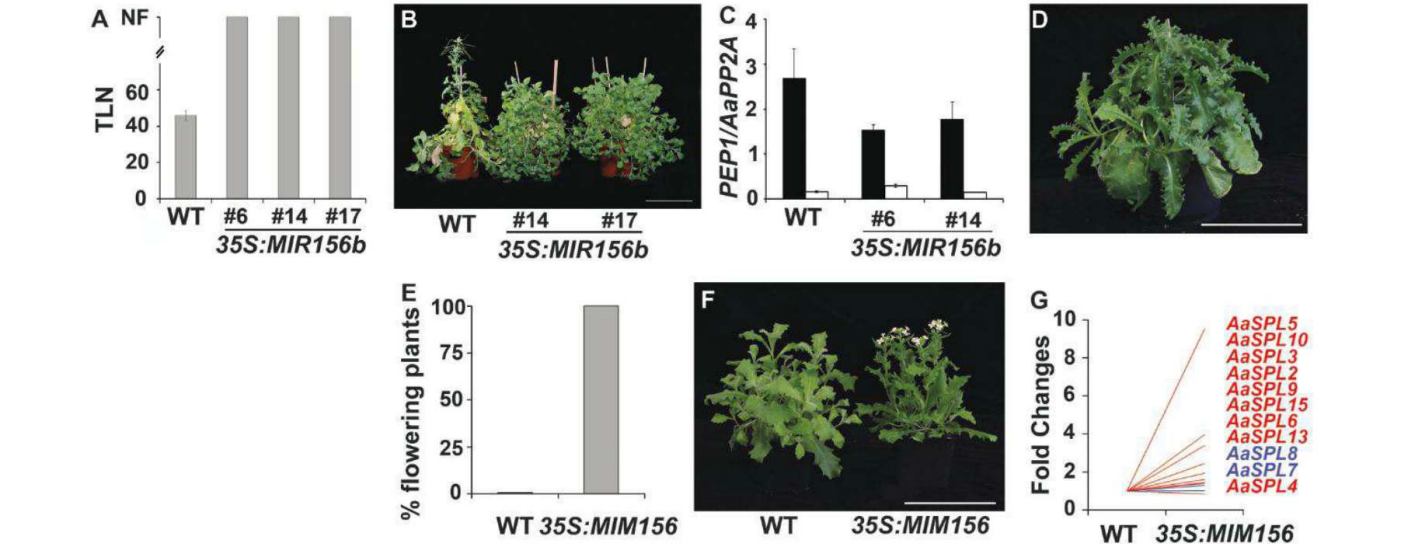 A
NF
60
40
20
0
TLN
WT
#6 #14 #17
35S:MIR156b
B
WT
#14 #17
35S:MIR156b
C
4
3
2
1
0
PEP1/AaPP2A
WT
#6 #14
35S:MIR156b
D
E
100
75
50
25
0
% flowering plants
WT 35S:MIM156
F
WT 35S:MIM156
G
10
8
6
4
2
0
Fold Changes
AaSPL5
AaSPL10
AaSPL3
AaSPL2
AaSPL9
AaSPL15
AaSPL6
AaSPL13
AaSPL8
AaSPL7
AaSPL4
WT 35S:MIM156